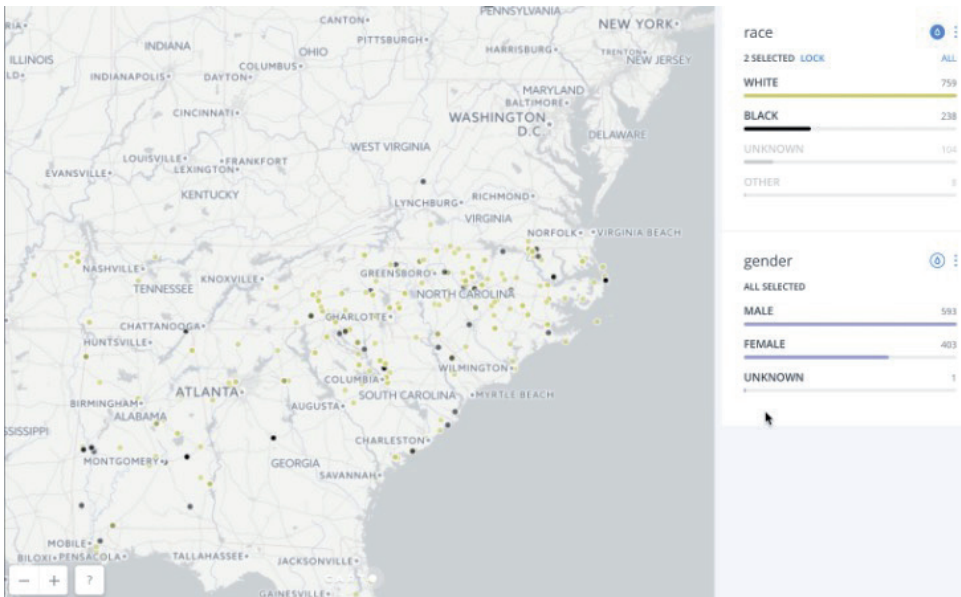 PENNSYLVANIA
CANTON
NEW YORK
PITTSBURGH
OHIO
INDIANA
HARRISBURG
TRENTON
ILLINOIS
NEW JERSEY
COLUMBUS
INDIANAPOLIS
DAYTON
MARYLAND
BALTIMORE
CINCINNATI
WASHINGTON
D.C.
DELAWARE
WEST VIRGINIA
LOUISVILLE
FRANKFORT
LEXINGTON
EVANSVILLE
KENTUCKY
RICHMOND
LYNCHBURG
VIRGINIA
NORFOLK
VIRGINIA BEACH
NASHVILLE
KNOXVILLE
GREENSBORO
TENNESSEE
NORTH CAROLINA
CHARLOTTE
CHATTANOOGA
HUNTSVILLE
WILMINGTON
COLUMBIA
ATLANTA
SOUTH CAROLINA
MYRTLE BEACH
BIRMINGHAM
AUGUSTA
ALABAMA
SSISSIPPI
CHARLESTON
MONTGOMERY
GEORGIA
SAVANNAH
MOBILE
BILOXI
PENSACOLA
TALLAHASSEE
JACKSONVILLE
GAINESVILLE
− + ?
race
2 SELECTED LOCK ALL
WHITE 759
BLACK 238
UNKNOWN 104
OTHER
gender
ALL SELECTED
MALE 593
FEMALE 403
UNKNOWN 1